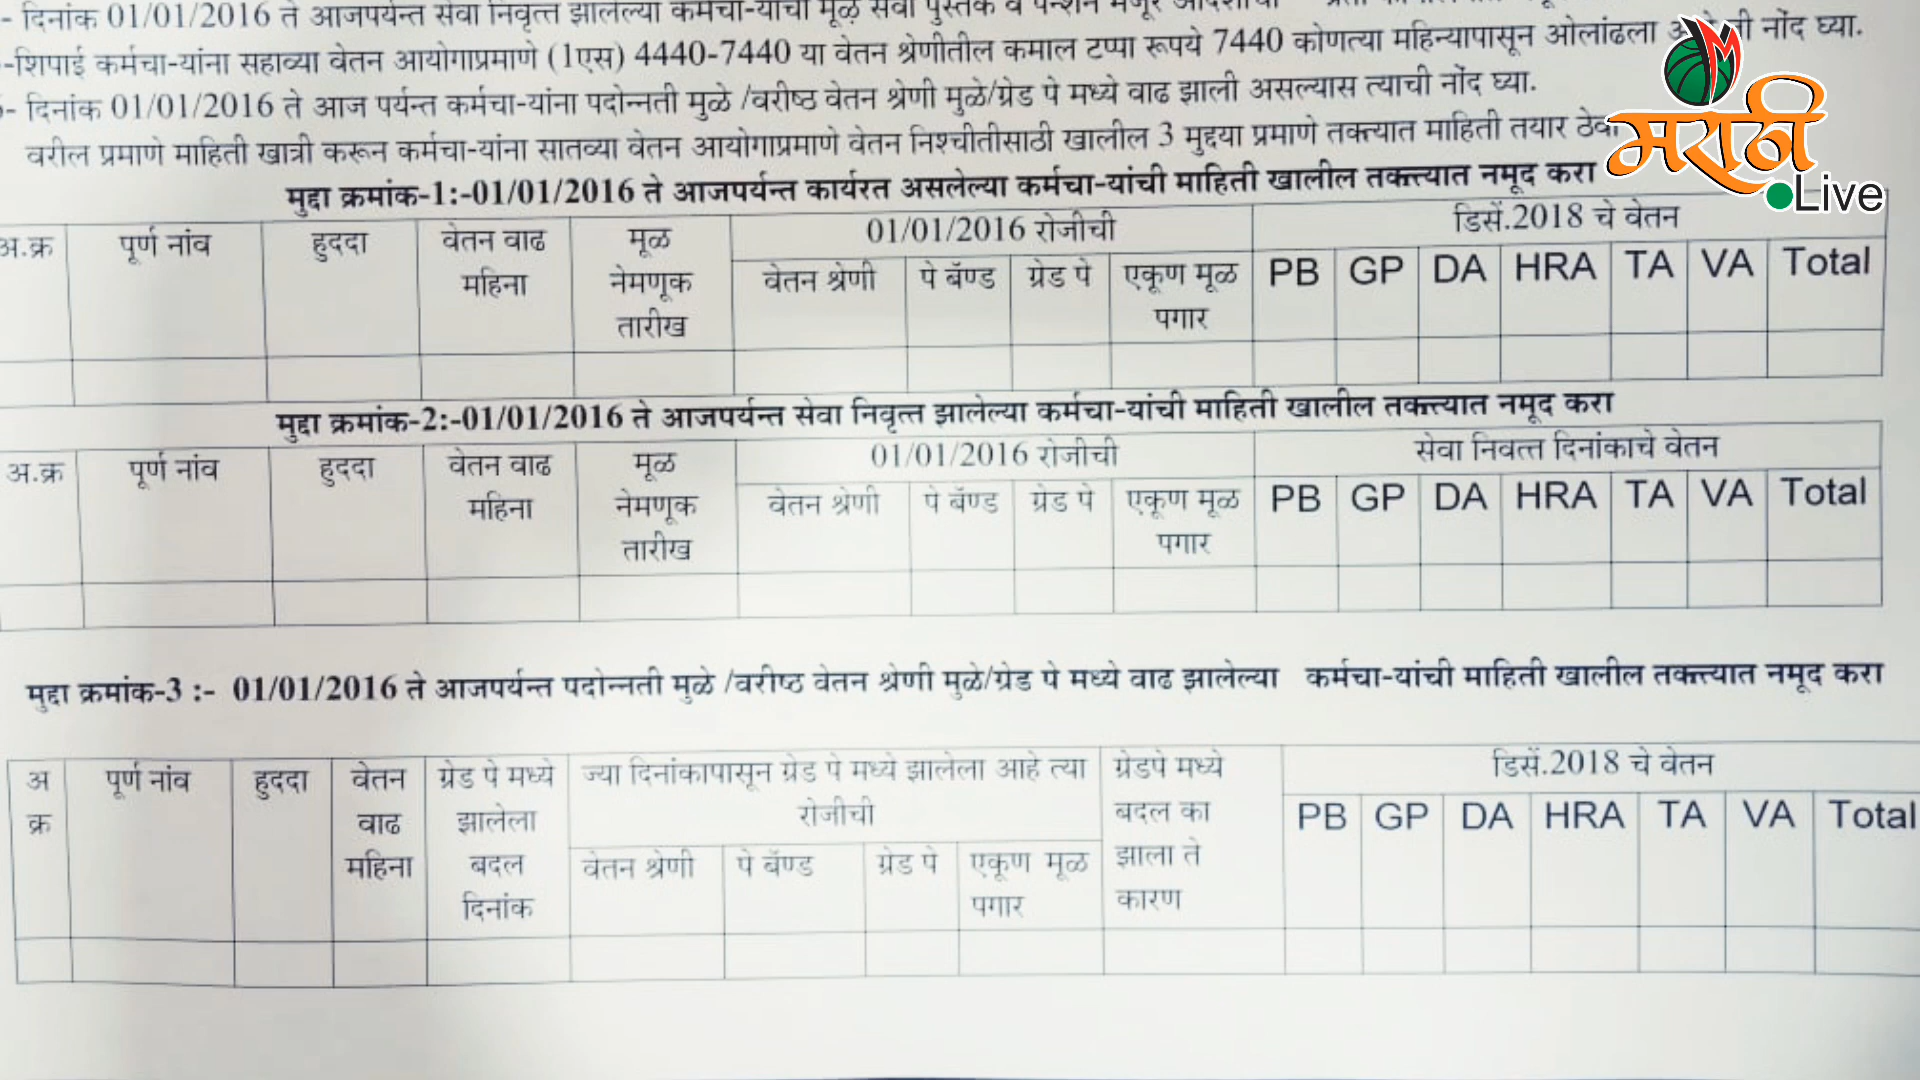 - दिनांक 01/01/2016 ते आजपर्यन्त सेवा निवृत्त झालेल्या कर्मचा-यांची मूळ सेवा पुस्तक व पेन्शन मंजूर
-शिपाई कर्मचा-यांना सहाव्या वेतन आयोगाप्रमाणे (1एस) 4440-7440 या वेतन श्रेणीतील कमाल टप्पा रूपये 7440 कोणत्या महिन्यापासून ओलांढला नोंद घ्या.
- दिनांक 01/01/2016 ते आज पर्यन्त कर्मचा-यांना पदोन्नती मुळे /वरीष्ठ वेतन श्रेणी मुळे/ग्रेड पे मध्ये वाढ झाली असल्यास त्याची नोंद घ्या.
वरील प्रमाणे माहिती खात्री करून कर्मचा-यांना सातव्या वेतन आयोगाप्रमाणे वेतन निश्चीतीसाठी खालील 3 मुद्दया प्रमाणे तक्त्यात माहिती तयार ठेवा
मराठी
Live
मुद्दा क्रमांक-1:-01/01/2016 ते आजपर्यन्त कार्यरत असलेल्या कर्मचा-यांची माहिती खालील तक्त्यात नमूद करा
अ.क्र पूर्ण नांव हुददा वेतन वाढ मूळ 01/01/2016 रोजीची डिसें.2018 चे वेतन
महिना नेमणूक वेतन श्रेणी पे बॅण्ड ग्रेड पे एकूण मूळ PB GP DA HRA TA VA Total
तारीख पगार
मुद्दा क्रमांक-2:-01/01/2016 ते आजपर्यन्त सेवा निवृत्त झालेल्या कर्मचा-यांची माहिती खालील तक्त्यात नमूद करा
अ.क्र पूर्ण नांव हुददा वेतन वाढ मूळ 01/01/2016 रोजीची सेवा निवत्त दिनांकाचे वेतन
महिना नेमणूक वेतन श्रेणी पे बॅण्ड ग्रेड पे एकूण मूळ PB GP DA HRA TA VA Total
तारीख पगार
मुद्दा क्रमांक-3 :- 01/01/2016 ते आजपर्यन्त पदोन्नती मुळे /वरीष्ठ वेतन श्रेणी मुळे/ग्रेड पे मध्ये वाढ झालेल्या कर्मचा-यांची माहिती खालील तक्त्यात नमूद करा
अ पूर्ण नांव हुददा वेतन ग्रेड पे मध्ये ज्या दिनांकापासून ग्रेड पे मध्ये झालेला आहे त्या ग्रेडपे मध्ये डिसें.2018 चे वेतन
क्र वाढ झालेला रोजीची बदल का PB GP DA HRA TA VA Total
महिना बदल वेतन श्रेणी पे बॅण्ड ग्रेड पे एकूण मूळ झाला ते
दिनांक पगार कारण